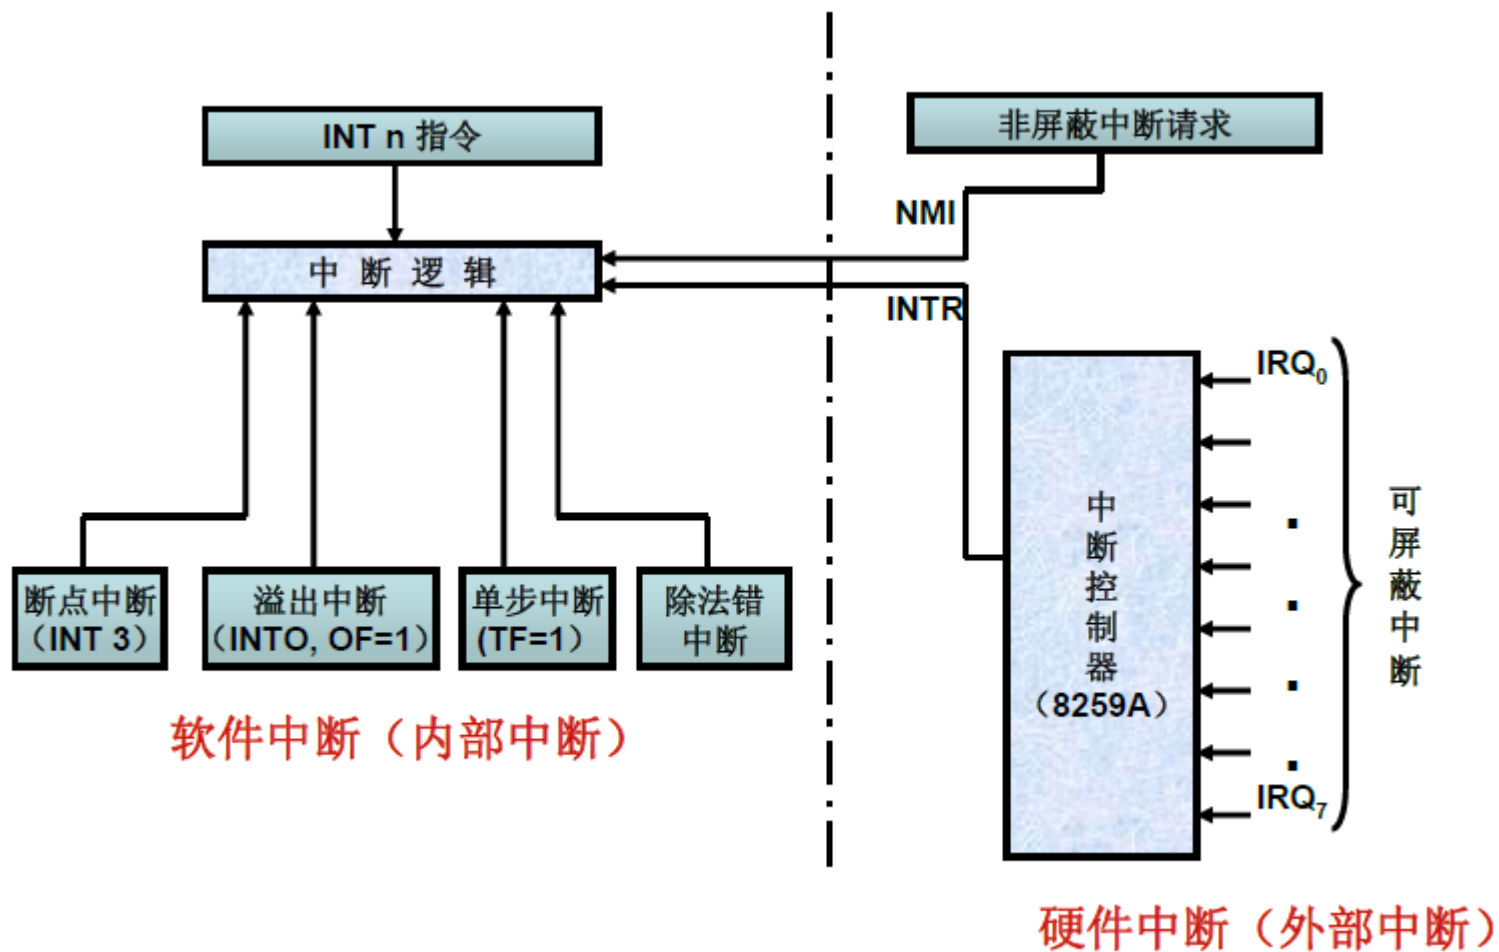 INT n 指令
非屏蔽中断请求
NMI
中 断 逻 辑
INTR
IRQ0
中断控制器
（8259A）
可屏蔽中断
IRQ7
断点中断
（INT 3）
溢出中断
（INTO, OF=1）
单步中断
(TF=1）
除法错
中断
软件中断（内部中断）
硬件中断（外部中断）